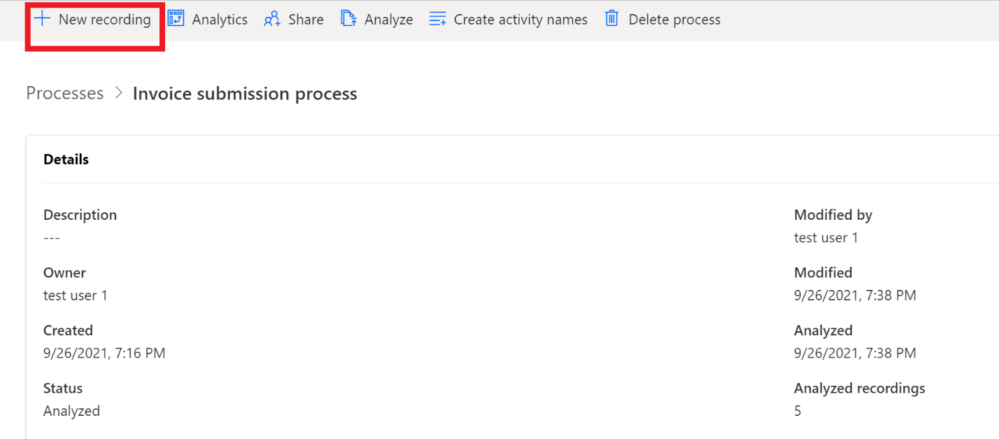 New recording Analytics Share Analyze Create activity names Delete process
Processes > Invoice submission process
Details
Description
---
Modified by
test user 1
Owner
test user 1
Modified
9/26/2021, 7:38 PM
Created
9/26/2021, 7:16 PM
Analyzed
9/26/2021, 7:38 PM
Status
Analyzed
Analyzed recordings
5